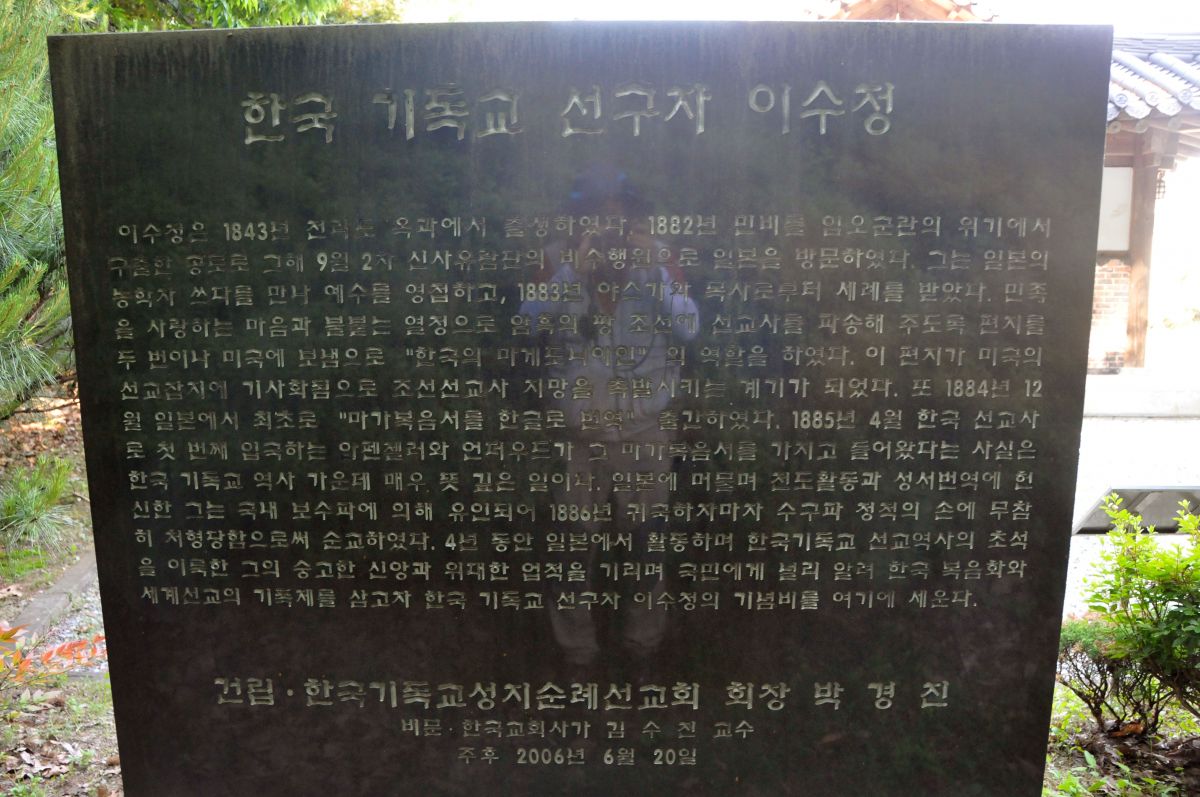 한국 기독교 선구자 이수정
이수정은 1843년 전라도 옥과에서 출생하였다. 1882년 민비를 임오군란의 위기에서
구출한 공로로 그해 9월 2차 신사유람단의 비수행원으로 일본을 방문하였다. 그는 일본의
농학자 쓰다를 만나 예수를 영접하고, 1883년 야스가와 목사로부터 세례를 받았다. 민족
을 사랑하는 마음과 불붙는 열정으로 암흑의 땅 조선에 선교사를 파송해 주도록 편지를
두 번이나 미국에 보냄으로 "한국의 마게도니아인" 의 역할을 하였다. 이 편지가 미국의
선교잡지에 기사화됨으로 조선선교사 지망을 촉발시키는 계기가 되었다. 또 1884년 12
월 일본에서 최초로 "마가복음서를 한글로 번역" 출간하였다. 1885년 4월 한국 선교사
로 첫 번째 입국하는 아펜젤러와 언더우드가 그 마가복음서를 가지고 들어왔다는 사실은
한국 기독교 역사 가운데 매우 뜻 깊은 일이다. 일본에 머물며 전도활동과 성서번역에 헌
신한 그는 국내 보수파에 의해 유인되어 1886년 귀국하자마자 수구파 정적의 손에 무참
히 처형당함으로써 순교하였다. 4년 동안 일본에서 활동하며 한국기독교 선교역사의 초석
을 이룩한 그의 숭고한 신앙과 위대한 업적을 기리며 국민에게 널리 알려 한국 복음화와
세계선교의 기폭제를 삼고자 한국 기독교 선구자 이수정의 기념비를 여기에 세운다.
건립·한국기독교성지순례선교회 회장 박 경 진
비문·한국교회사가 김 수 진 교수
주후 2006년 6월 20일